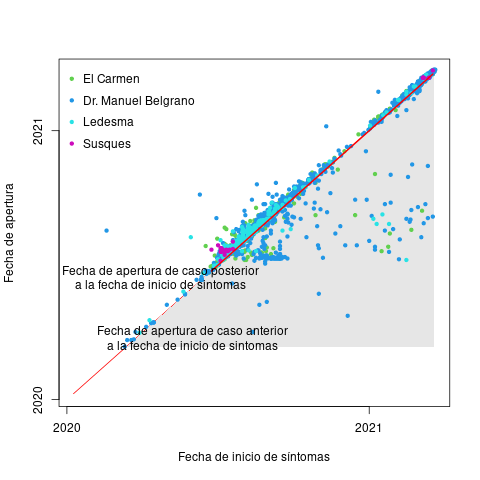 El Carmen
Dr. Manuel Belgrano
Ledesma
Susques
2021
Fecha de apertura
Fecha de apertura de caso posterior
a la fecha de inicio de síntomas
Fecha de apertura de caso anterior
a la fecha de inicio de sintomas
2020
2020
2021
Fecha de inicio de síntomas